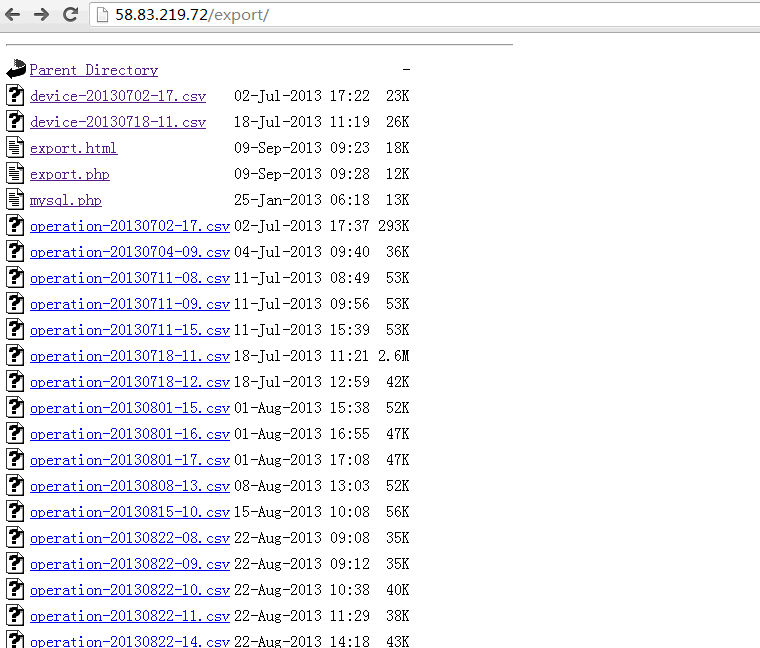 58.83.219.72/export/
Parent Directory -
device-20130702-17.csv 02-Jul-2013 17:22 23K
device-20130718-11.csv 18-Jul-2013 11:19 26K
export.html 09-Sep-2013 09:23 18K
export.php 09-Sep-2013 09:28 12K
mysql.php 25-Jan-2013 06:18 13K
operation-20130702-17.csv 02-Jul-2013 17:37 293K
operation-20130704-09.csv 04-Jul-2013 09:40 36K
operation-20130711-08.csv 11-Jul-2013 08:49 53K
operation-20130711-09.csv 11-Jul-2013 09:56 53K
operation-20130711-15.csv 11-Jul-2013 15:39 53K
operation-20130718-11.csv 18-Jul-2013 11:21 2.6M
operation-20130718-12.csv 18-Jul-2013 12:59 42K
operation-20130801-15.csv 01-Aug-2013 15:38 52K
operation-20130801-16.csv 01-Aug-2013 16:55 47K
operation-20130801-17.csv 01-Aug-2013 17:08 47K
operation-20130808-13.csv 08-Aug-2013 13:03 52K
operation-20130815-10.csv 15-Aug-2013 10:08 56K
operation-20130822-08.csv 22-Aug-2013 09:08 35K
operation-20130822-09.csv 22-Aug-2013 09:12 35K
operation-20130822-10.csv 22-Aug-2013 10:38 40K
operation-20130822-11.csv 22-Aug-2013 11:29 38K
operation-20130822-14.csv 22-Aug-2013 14:18 43K